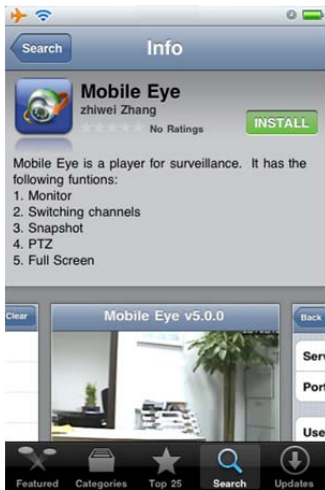 Search
Info
Mobile Eye
zhiwei Zhang
No Ratings
INSTALL
Mobile Eye is a player for surveillance. It has the
following funtions:
1. Monitor
2. Switching channels
3. Snapshot
4. PTZ
5. Full Screen
Clear
Mobile Eye v5.0.0
Back
Serv
Port
Use
Featured
Categories
Top 25
Search
Updates